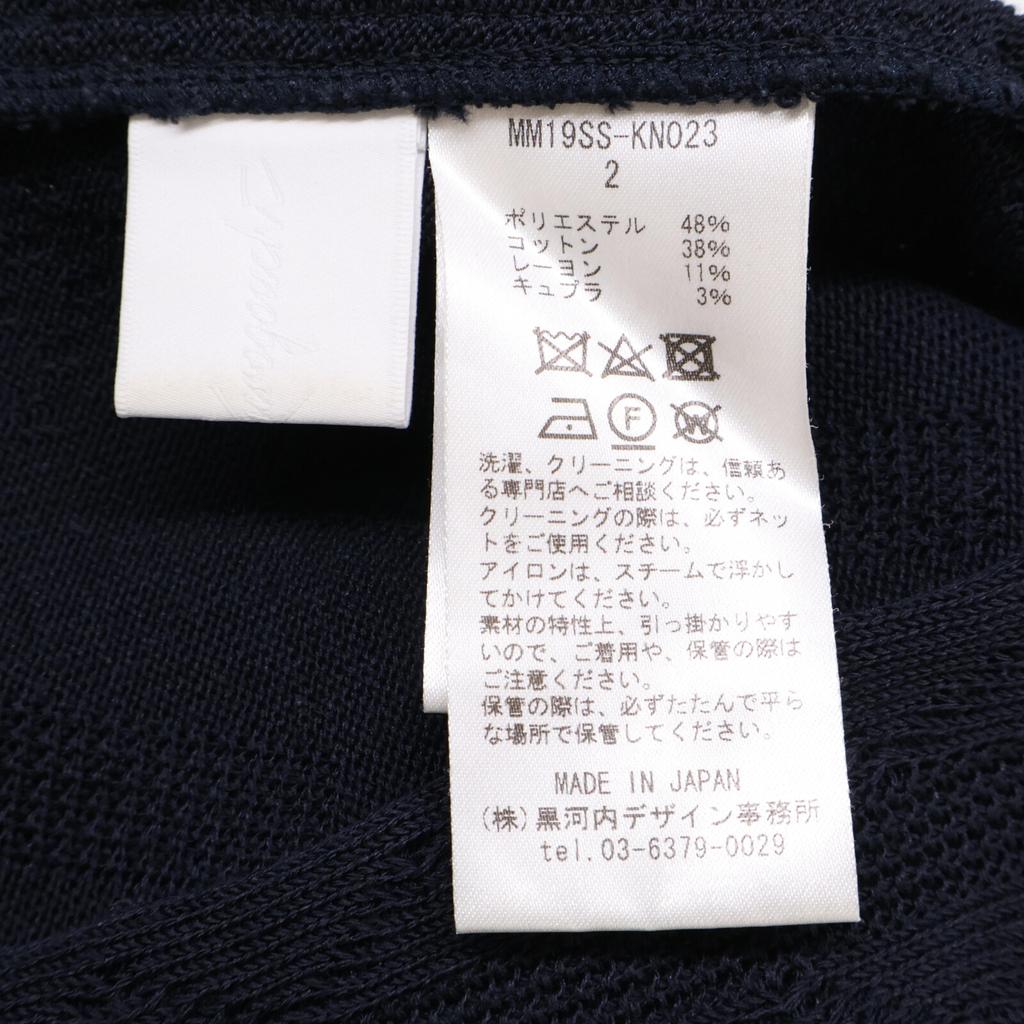 MM19SS-KN023
2
ポリエステル 48%
コットン 38%
レーヨン 11%
キュプラ 3%
F
W
洗濯、クリーニングは、信頼あ
る専門店へご相談ください。
クリーニングの際は、必ずネッ
トをご使用ください。
アイロンは、スチームで浮かし
てかけてください。
素材の特性上、引っ掛かりやす
いので、ご着用や、保管の際は
ご注意ください。
保管の際は、必ずたたんで平ら
な場所で保管してください。
MADE IN JAPAN
(株)黒河内デザイン事務所
tel.03-6379-0029